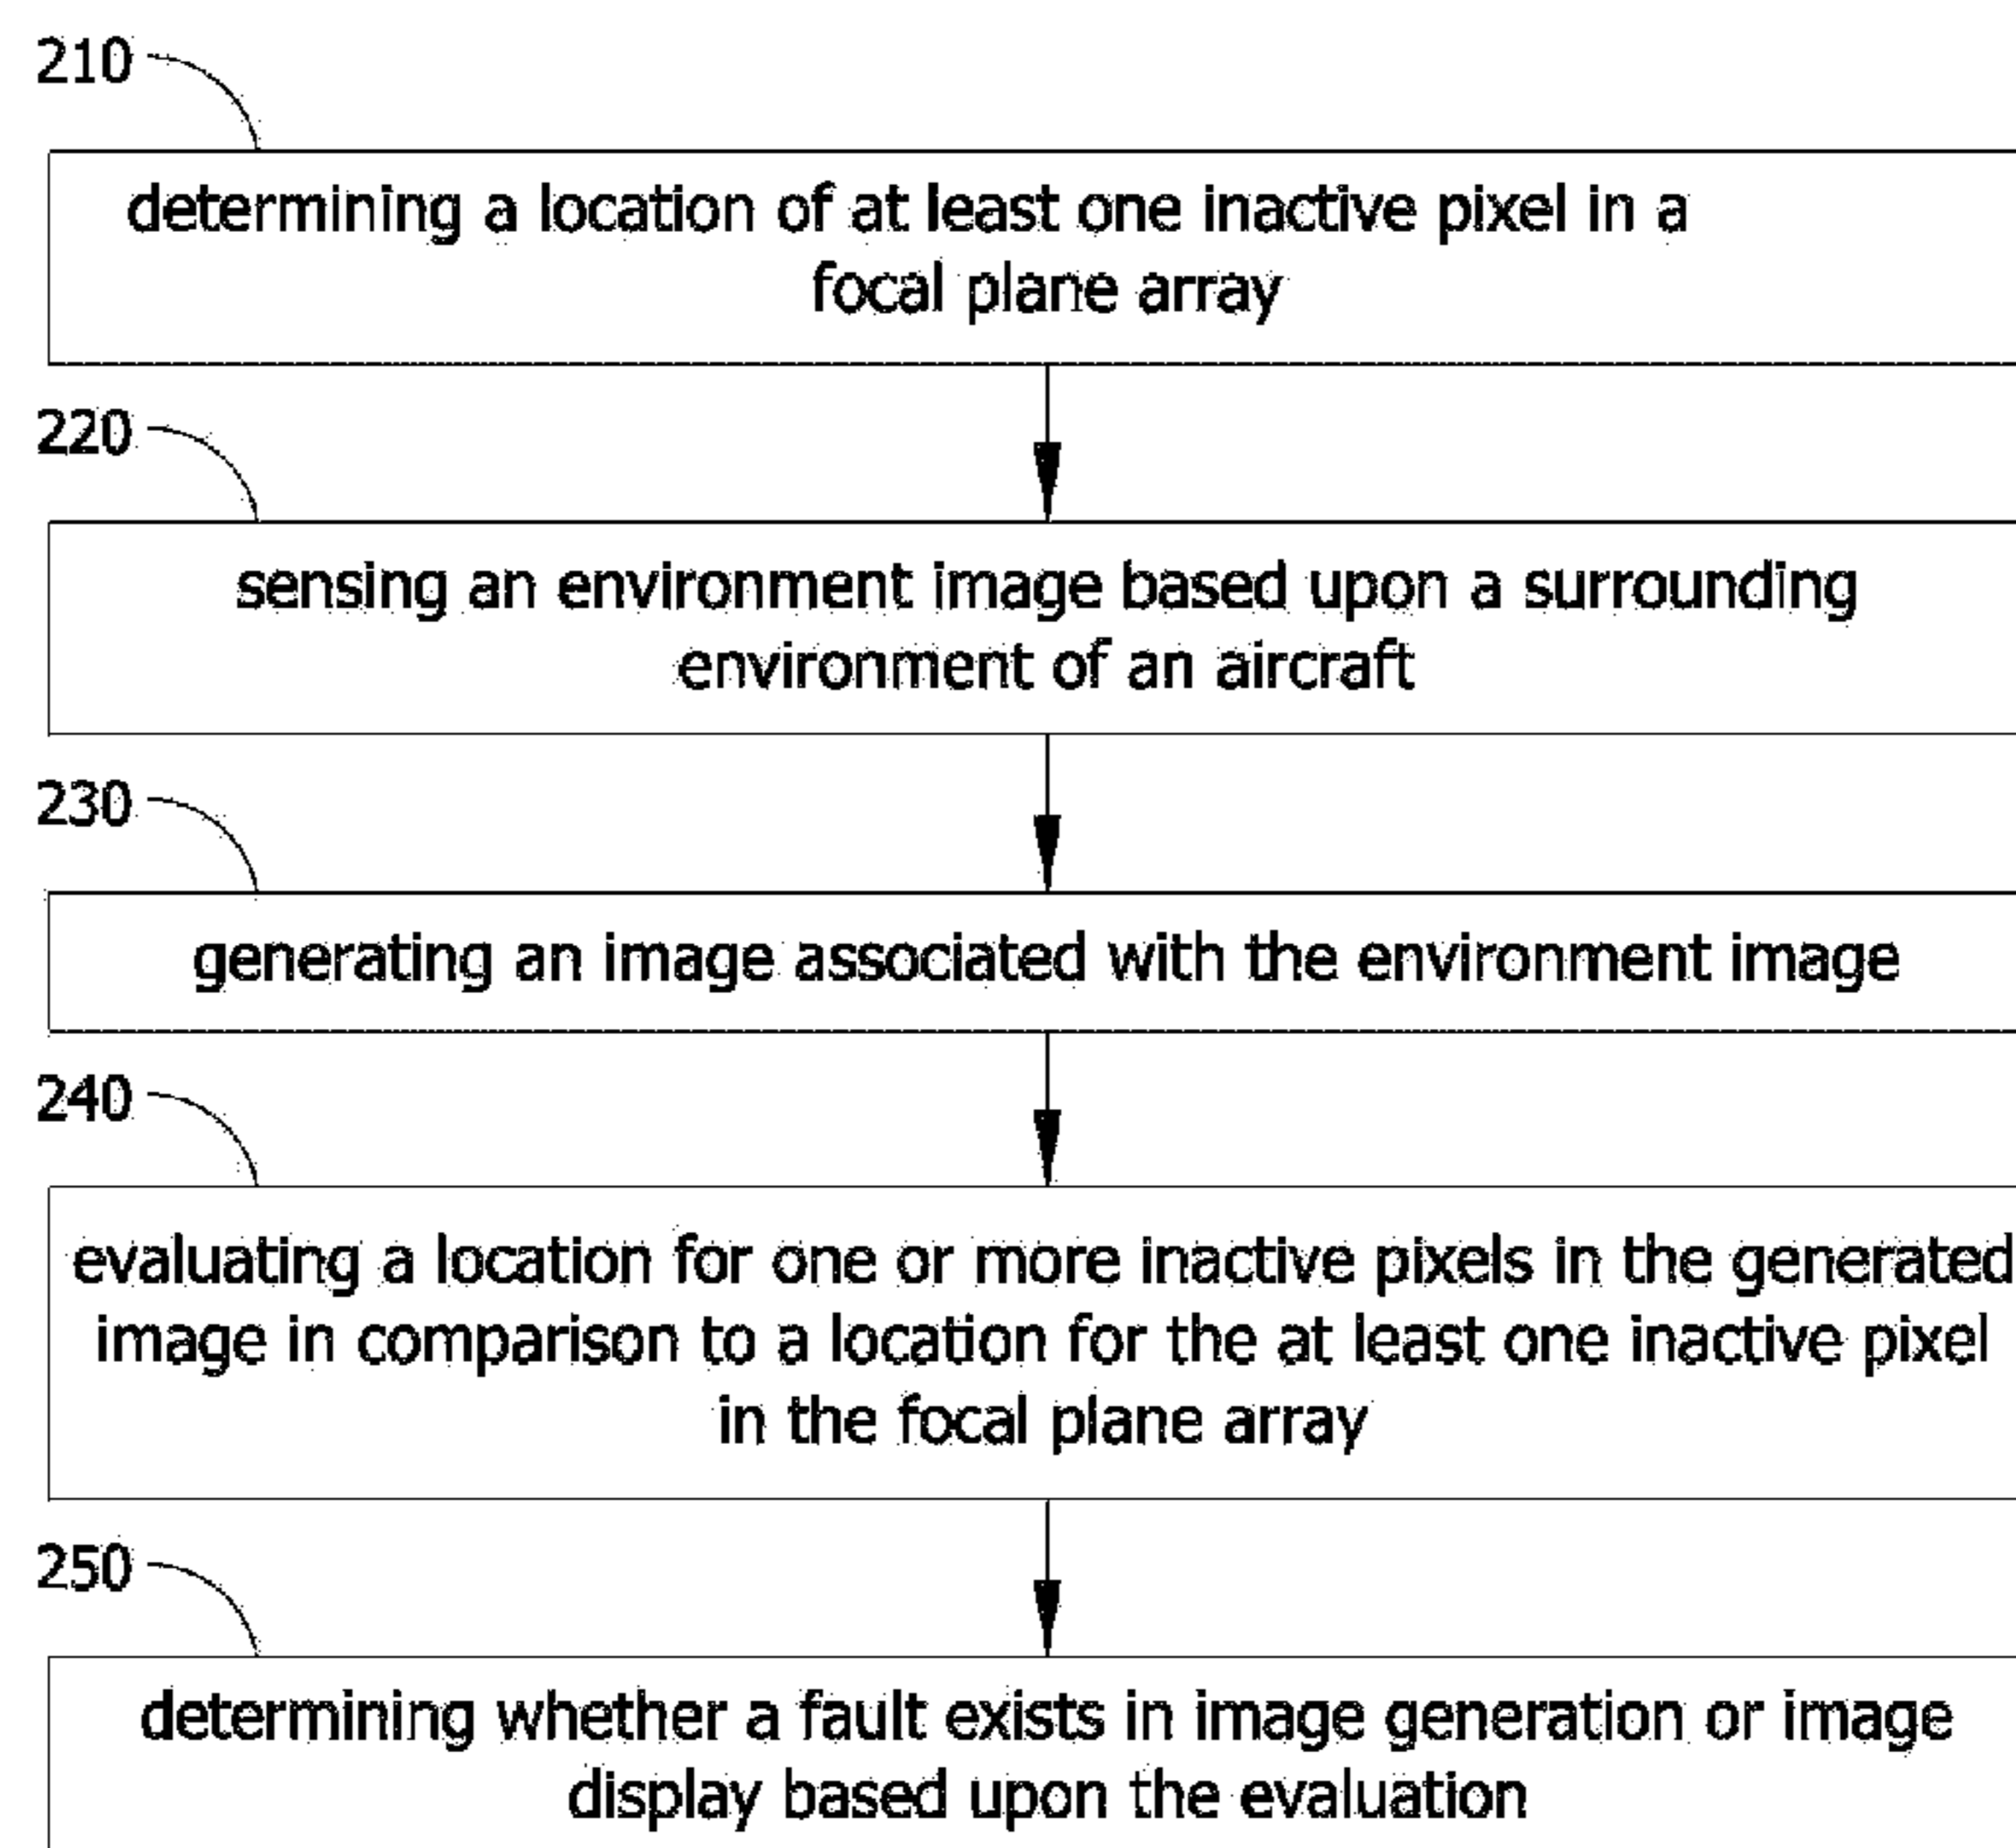 210
determining a location of at least one inactive pixel in a
focal plane array
220
sensing an environment image based upon a surrounding
environment of an aircraft
230
generating an image associated with the environment image
240
evaluating a location for one or more inactive pixels in the generated
image in comparison to a location for the at least one inactive pixel
in the focal plane array
250
determining whether a fault exists in image generation or image
display based upon the evaluation